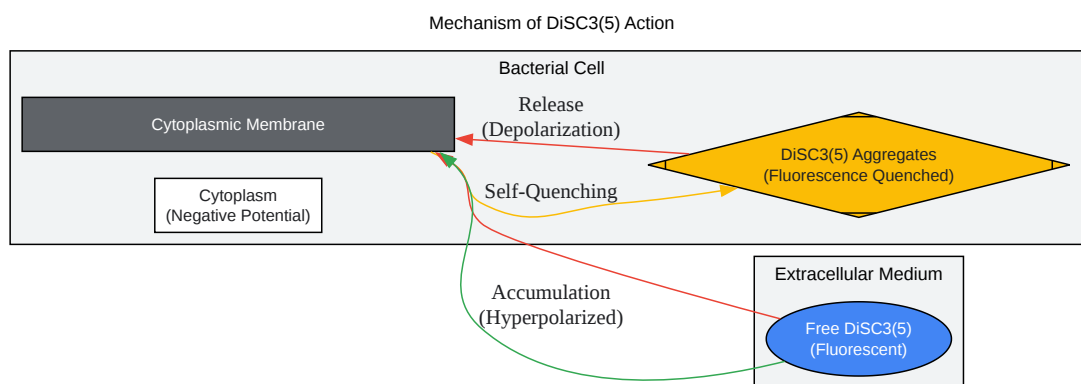 Mechanism of DiSC3(5) Action
Bacterial Cell
Cytoplasmic Membrane
Release
(Depolarization)
DiSC3(5) Aggregates
(Fluorescence Quenched)
Cytoplasm
(Negative Potential)
Self-Quenching
Extracellular Medium
Accumulation
(Hyperpolarized)
Free DiSC3(5)
(Fluorescent)